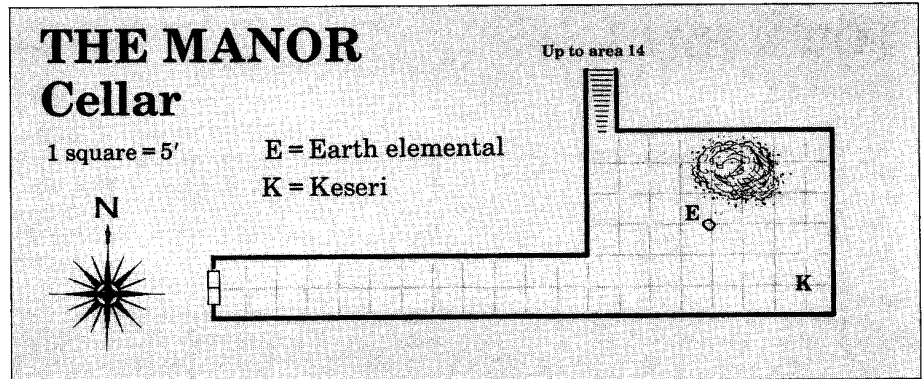 THE MANOR
Cellar
1 square = 5'
E = Earth elemental
K = Keseri
N
Up to area 14
E
K